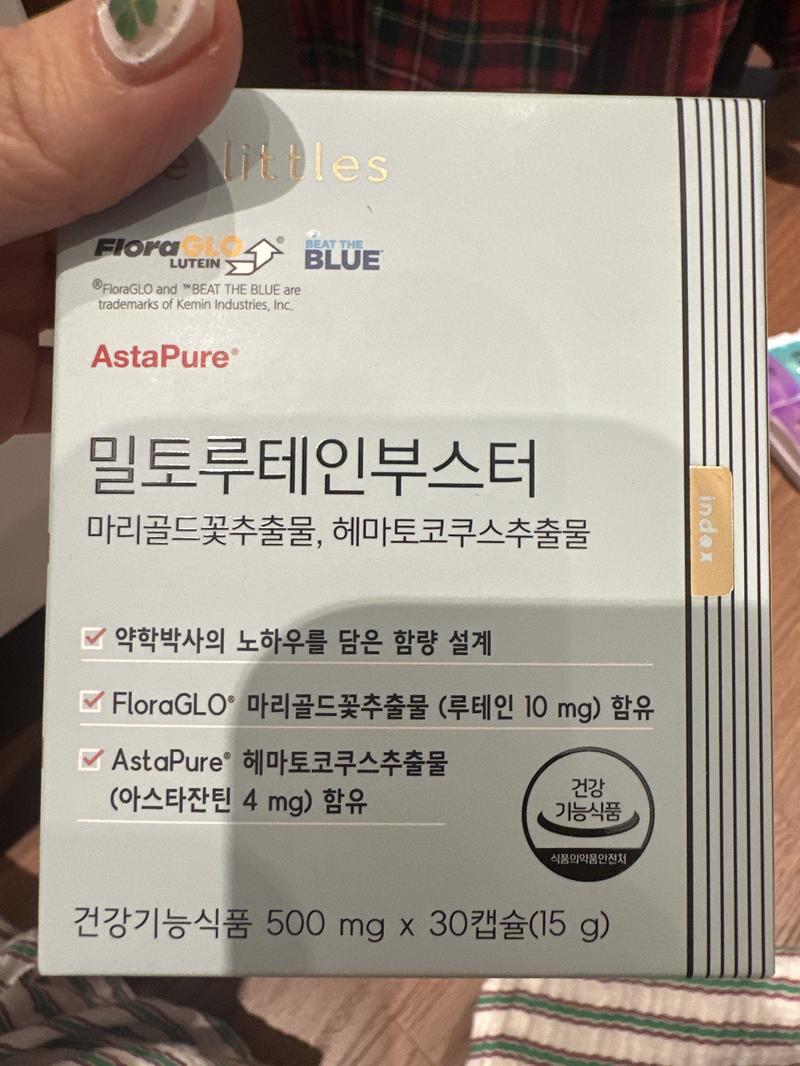 littles
FloraGLO®
LUTEIN
BEAT THE
BLUE™
®FloraGLO and ™BEAT THE BLUE are
trademarks of Kemin Industries, Inc.
AstaPure®
밀토루테인부스터
마리골드꽃추출물, 헤마토코쿠스추출물
index
약학박사의 노하우를 담은 함량 설계
FloraGLO® 마리골드꽃추출물 (루테인 10 mg) 함유
AstaPure® 헤마토코쿠스추출물
(아스타잔틴 4 mg) 함유
건강
기능식품
식품의약품안전처
건강기능식품 500 mg x 30캡슐(15 g)